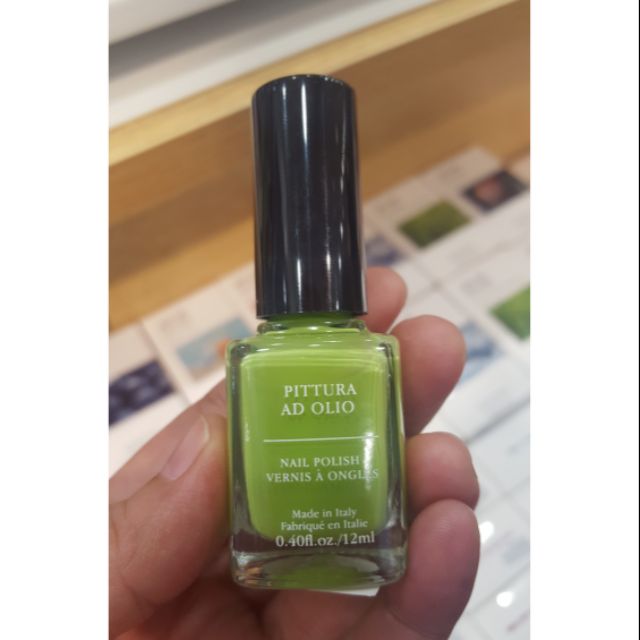 PITTURA
AD OLIO
NAIL POLISH
VERNIS À ONGLES
Made in Italy
Fabriqué en Italie
0.40fl.oz./12ml